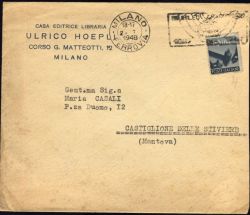 CASA EDITRICE LIBRARIA
ULRICO HOEPLI
CORSO G. MATTEOTTI, 12
MILANO
MILANO
1948
FERROVIA
Gent.ma Sig.a
Maria CASALI
P.za Duomo, I2
CASTIGLIONE DELLE STIVIERE
(Mantova)